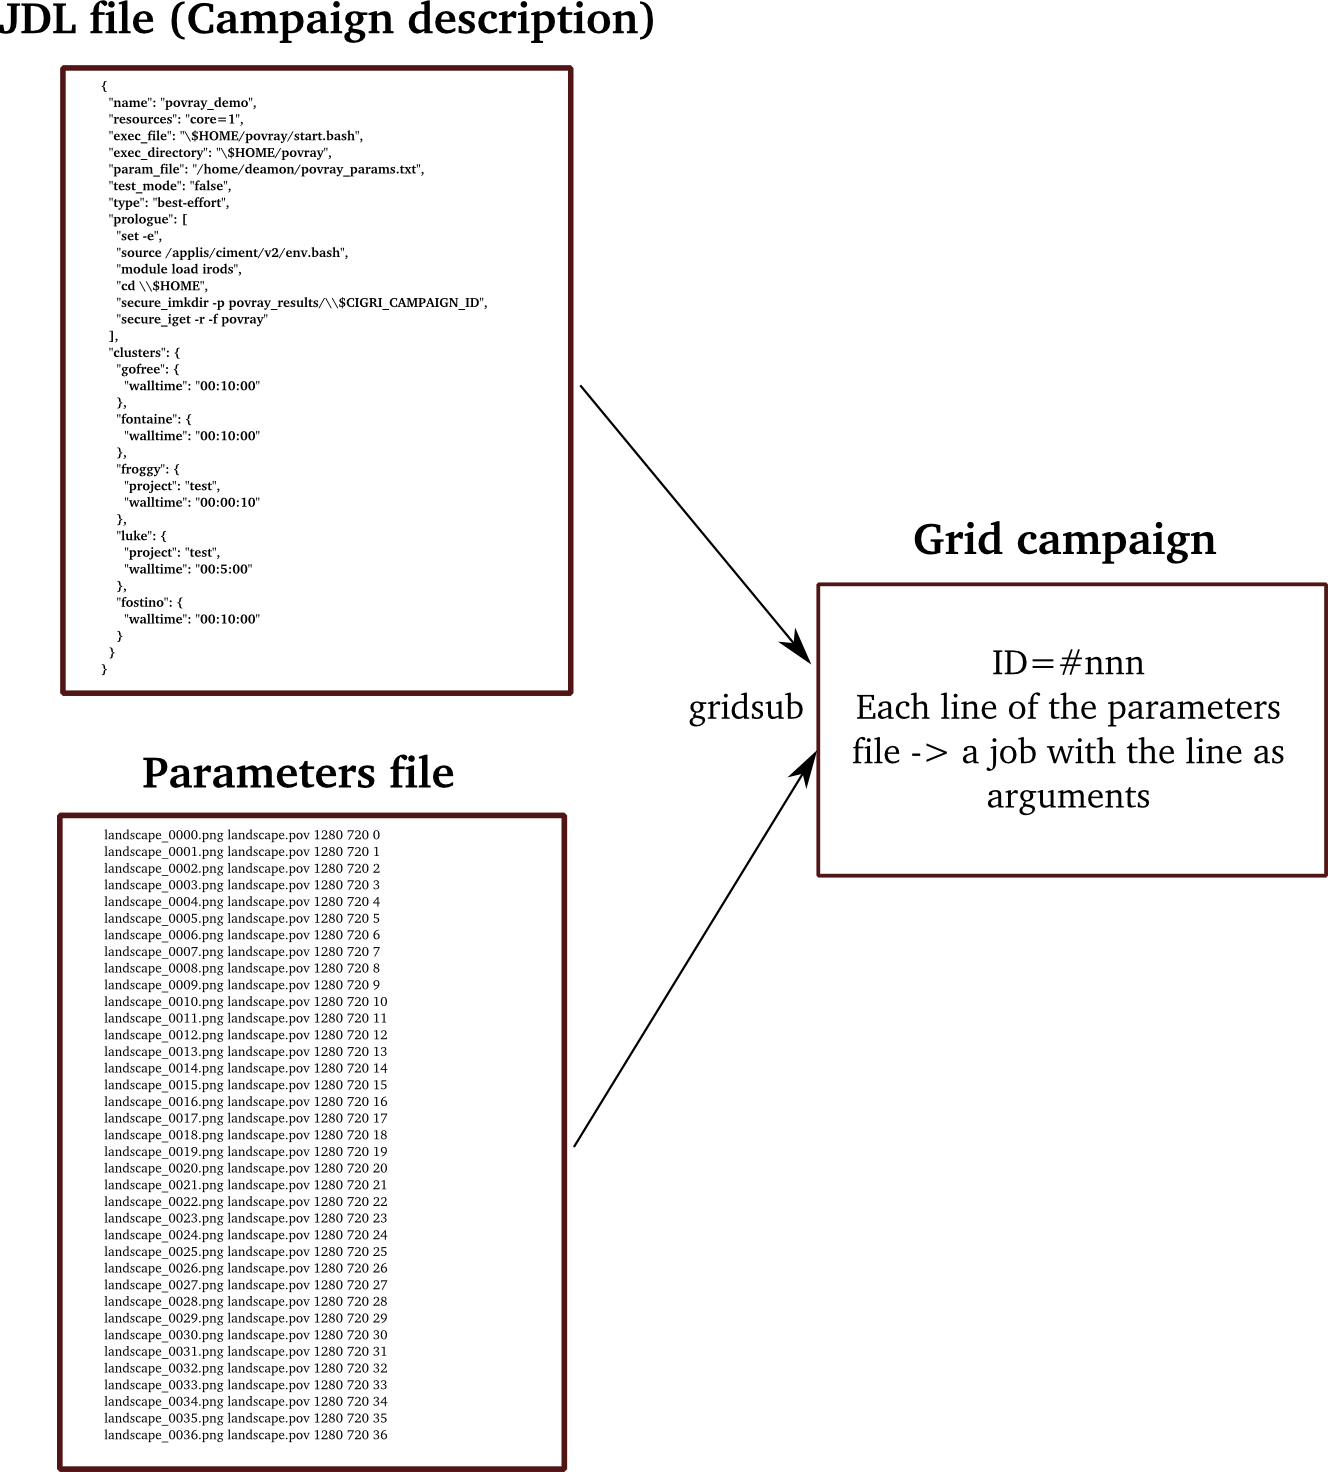 JDL file (Campaign description)
{
"name": "povray_demo",
"resources": "core=1",
"exec_file": "\$HOME/povray/start.bash",
"exec_directory": "\$HOME/povray",
"param_file": "/home/deamon/povray_params.txt",
"test_mode": "false",
"type": "best-effort",
"prologue": [
"set -e",
"source /applis/ciment/v2/env.bash",
"module load irods",
"cd \\$HOME",
"secure_imkdir -p povray_results/\\$CIGRI_CAMPAIGN_ID",
"secure_iget -r -f povray"
],
"clusters": {
"gofree": {
"walltime": "00:10:00"
},
"fontaine": {
"walltime": "00:10:00"
},
"froggy": {
"project": "test",
"walltime": "00:00:10"
},
"luke": {
"project": "test",
"walltime": "00:5:00"
},
"fostino": {
"walltime": "00:10:00"
}
}
}
Parameters file
landscape_0000.png landscape.pov 1280 720 0
landscape_0001.png landscape.pov 1280 720 1
landscape_0002.png landscape.pov 1280 720 2
landscape_0003.png landscape.pov 1280 720 3
landscape_0004.png landscape.pov 1280 720 4
landscape_0005.png landscape.pov 1280 720 5
landscape_0006.png landscape.pov 1280 720 6
landscape_0007.png landscape.pov 1280 720 7
landscape_0008.png landscape.pov 1280 720 8
landscape_0009.png landscape.pov 1280 720 9
landscape_0010.png landscape.pov 1280 720 10
landscape_0011.png landscape.pov 1280 720 11
landscape_0012.png landscape.pov 1280 720 12
landscape_0013.png landscape.pov 1280 720 13
landscape_0014.png landscape.pov 1280 720 14
landscape_0015.png landscape.pov 1280 720 15
landscape_0016.png landscape.pov 1280 720 16
landscape_0017.png landscape.pov 1280 720 17
landscape_0018.png landscape.pov 1280 720 18
landscape_0019.png landscape.pov 1280 720 19
landscape_0020.png landscape.pov 1280 720 20
landscape_0021.png landscape.pov 1280 720 21
landscape_0022.png landscape.pov 1280 720 22
landscape_0023.png landscape.pov 1280 720 23
landscape_0024.png landscape.pov 1280 720 24
landscape_0025.png landscape.pov 1280 720 25
landscape_0026.png landscape.pov 1280 720 26
landscape_0027.png landscape.pov 1280 720 27
landscape_0028.png landscape.pov 1280 720 28
landscape_0029.png landscape.pov 1280 720 29
landscape_0030.png landscape.pov 1280 720 30
landscape_0031.png landscape.pov 1280 720 31
landscape_0032.png landscape.pov 1280 720 32
landscape_0033.png landscape.pov 1280 720 33
landscape_0034.png landscape.pov 1280 720 34
landscape_0035.png landscape.pov 1280 720 35
landscape_0036.png landscape.pov 1280 720 36
gridsub
Grid campaign
ID=#nnn
Each line of the parameters
file -> a job with the line as
arguments